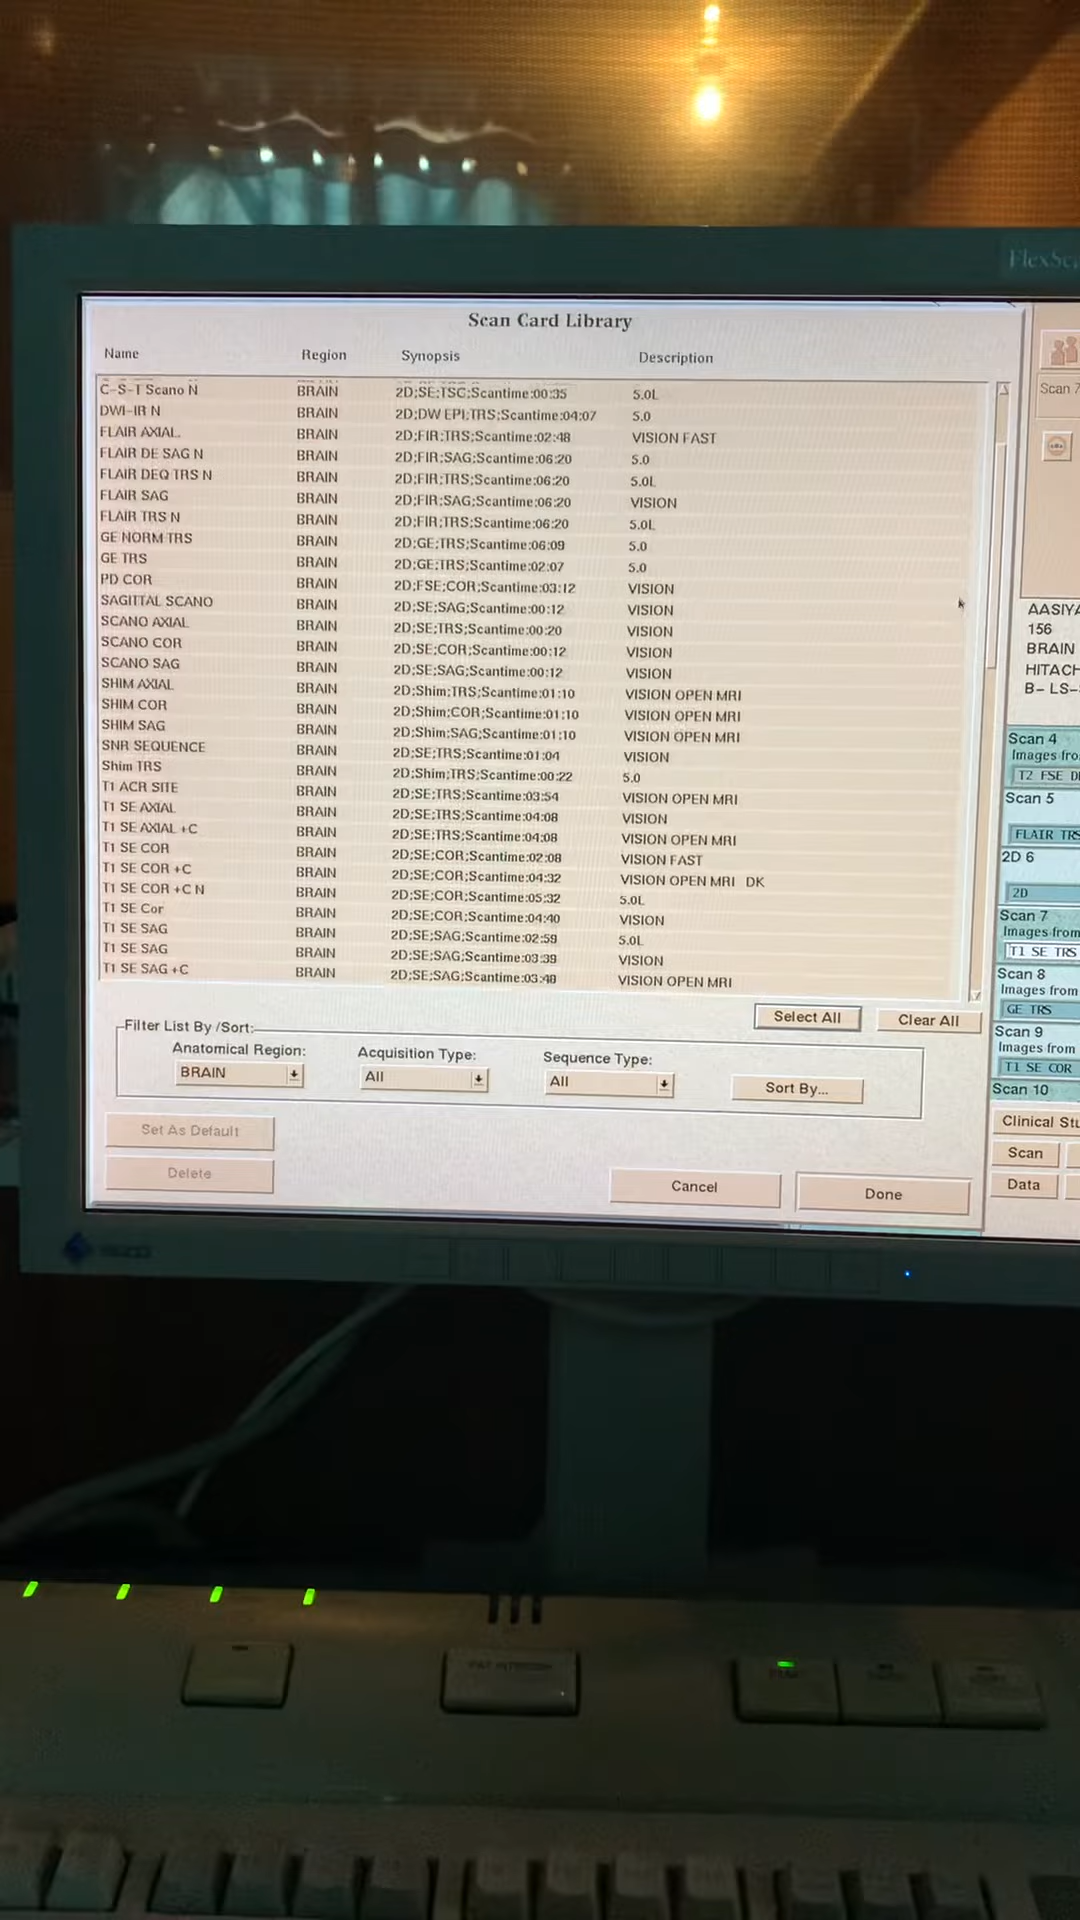 FlexSc
Scan Card Library
Name Region Synopsis Description
C-S-T Scano N BRAIN 2D;SE;TSC;Scantime:00:35 5.0L
DWI-IR N BRAIN 2D;DW EPI;TRS;Scantime:04:07 5.0
FLAIR AXIAL BRAIN 2D;FIR;TRS;Scantime:02:48 VISION FAST
FLAIR DE SAG N BRAIN 2D;FIR;SAG;Scantime:06:20 5.0
FLAIR DEQ TRS N BRAIN 2D;FIR;TRS;Scantime:06:20 5.0L
FLAIR SAG BRAIN 2D;FIR;SAG;Scantime:06:20 VISION
FLAIR TRS N BRAIN 2D;FIR;TRS;Scantime:06:20 5.0L
GE NORM TRS BRAIN 2D;GE;TRS;Scantime:06:09 5.0
GE TRS BRAIN 2D;GE;TRS;Scantime:02:07 5.0
PD COR BRAIN 2D;FSE;COR;Scantime:03:12 VISION
SAGITTAL SCANO BRAIN 2D;SE;SAG;Scantime:00:12 VISION
SCANO AXIAL BRAIN 2D;SE;TRS;Scantime:00:20 VISION
SCANO COR BRAIN 2D;SE;COR;Scantime:00:12 VISION
SCANO SAG BRAIN 2D;SE;SAG;Scantime:00:12 VISION
SHIM AXIAL BRAIN 2D;Shim;TRS;Scantime:01:10 VISION OPEN MRI
SHIM COR BRAIN 2D;Shim;COR;Scantime:01:10 VISION OPEN MRI
SHIM SAG BRAIN 2D;Shim;SAG;Scantime:01:10 VISION OPEN MRI
SNR SEQUENCE BRAIN 2D;SE;TRS;Scantime:01:04 VISION
Shim TRS BRAIN 2D;Shim;TRS;Scantime:00:22 5.0
T1 ACR SITE BRAIN 2D;SE;TRS;Scantime:03:54 VISION OPEN MRI
T1 SE AXIAL BRAIN 2D;SE;TRS;Scantime:04:08 VISION
T1 SE AXIAL +C BRAIN 2D;SE;TRS;Scantime:04:08 VISION OPEN MRI
T1 SE COR BRAIN 2D;SE;COR;Scantime:02:08 VISION FAST
T1 SE COR +C BRAIN 2D;SE;COR;Scantime:04:32 VISION OPEN MRI DK
T1 SE COR +C N BRAIN 2D;SE;COR;Scantime:05:32 5.0L
T1 SE Cor BRAIN 2D;SE;COR;Scantime:04:40 VISION
T1 SE SAG BRAIN 2D;SE;SAG;Scantime:02:59 5.0L
T1 SE SAG BRAIN 2D;SE;SAG;Scantime:03:39 VISION
T1 SE SAG +C BRAIN 2D;SE;SAG;Scantime:03:48 VISION OPEN MRI
Select All Clear All
Filter List By /Sort:
Anatomical Region: Acquisition Type: Sequence Type:
BRAIN All All Sort By...
Set As Default
Delete
Cancel Done
Scan 7
AASIYA
156
BRAIN
HITACH
B- LS-
Scan 4
Images fro
T2 FSE D
Scan 5
FLAIR TRS
2D 6
2D
Scan 7
Images from
T1 SE TRS
Scan 8
Images from
GE TRS
Scan 9
Images from
T1 SE COR
Scan 10
Clinical Stu
Scan
Data